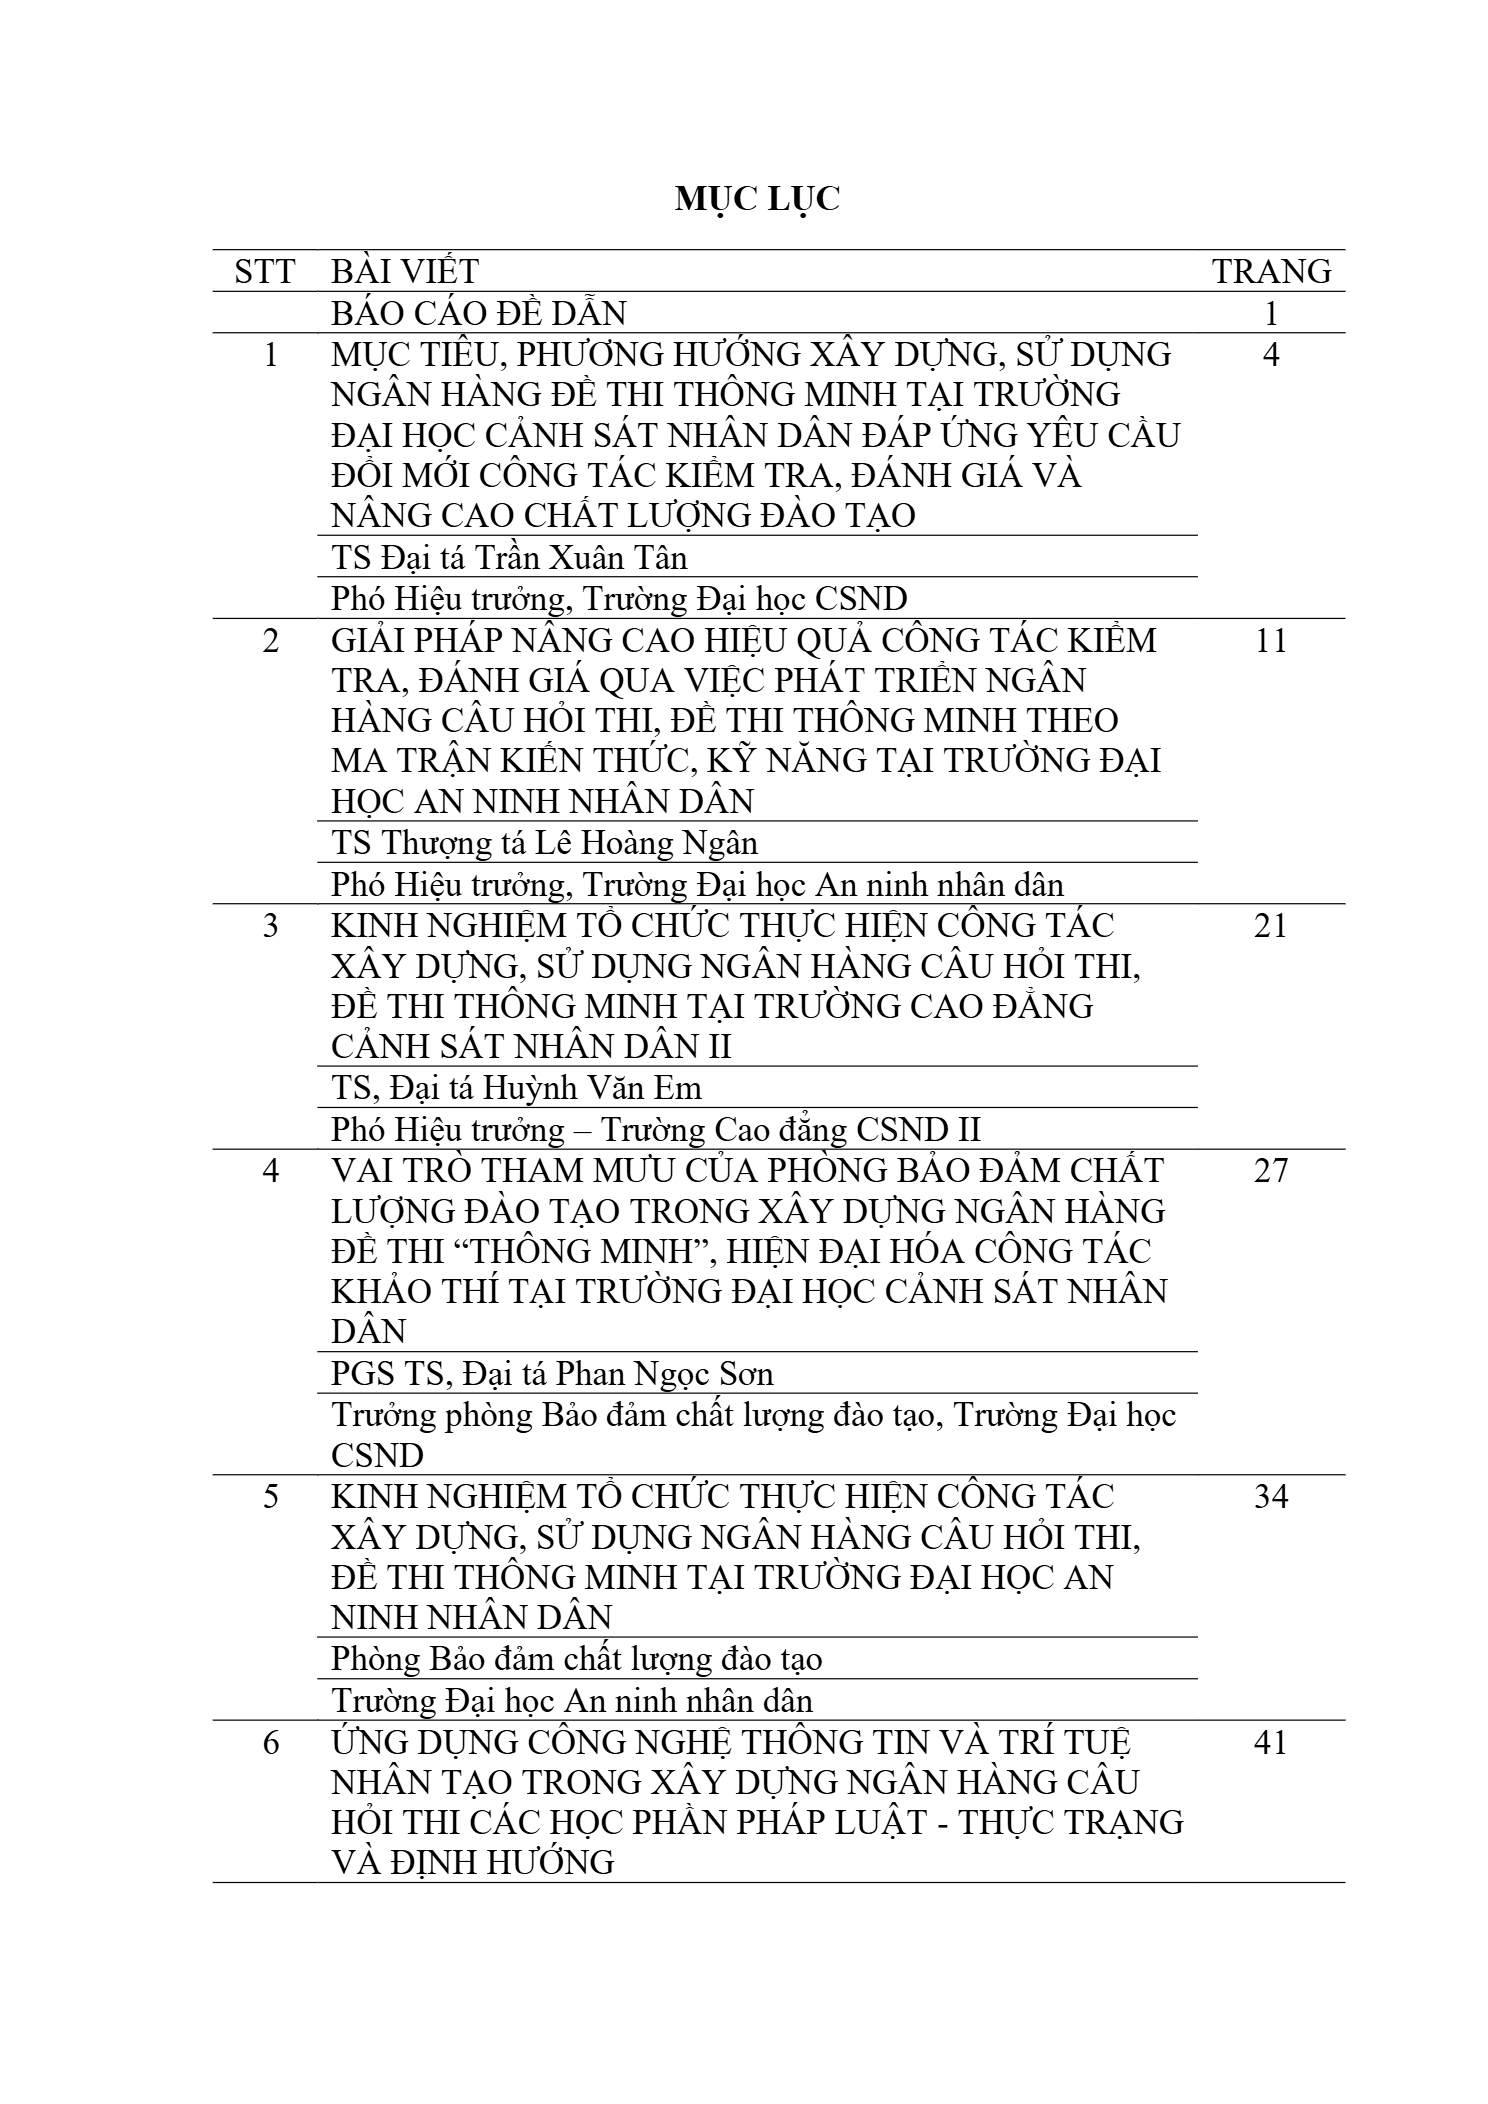 MỤC LỤC
STT BÀI VIẾT TRANG
BÁO CÁO ĐỀ DẪN 1
1 MỤC TIÊU, PHƯƠNG HƯỚNG XÂY DỰNG, SỬ DỤNG 4
NGÂN HÀNG ĐỀ THI THÔNG MINH TẠI TRƯỜNG
ĐẠI HỌC CẢNH SÁT NHÂN DÂN ĐÁP ỨNG YÊU CẦU
ĐỔI MỚI CÔNG TÁC KIỂM TRA, ĐÁNH GIÁ VÀ
NÂNG CAO CHẤT LƯỢNG ĐÀO TẠO
TS Đại tá Trần Xuân Tân
Phó Hiệu trưởng, Trường Đại học CSND
2 GIẢI PHÁP NÂNG CAO HIỆU QUẢ CÔNG TÁC KIỂM 11
TRA, ĐÁNH GIÁ QUA VIỆC PHÁT TRIỂN NGÂN
HÀNG CÂU HỎI THI, ĐỀ THI THÔNG MINH THEO
MA TRẬN KIẾN THỨC, KỸ NĂNG TẠI TRƯỜNG ĐẠI
HỌC AN NINH NHÂN DÂN
TS Thượng tá Lê Hoàng Ngân
Phó Hiệu trưởng, Trường Đại học An ninh nhân dân
3 KINH NGHIỆM TỔ CHỨC THỰC HIỆN CÔNG TÁC 21
XÂY DỰNG, SỬ DỤNG NGÂN HÀNG CÂU HỎI THI,
ĐỀ THI THÔNG MINH TẠI TRƯỜNG CAO ĐẲNG
CẢNH SÁT NHÂN DÂN II
TS, Đại tá Huỳnh Văn Em
Phó Hiệu trưởng – Trường Cao đẳng CSND II
4 VAI TRÒ THAM MƯU CỦA PHÒNG BẢO ĐẢM CHẤT 27
LƯỢNG ĐÀO TẠO TRONG XÂY DỰNG NGÂN HÀNG
ĐỀ THI “THÔNG MINH”, HIỆN ĐẠI HÓA CÔNG TÁC
KHẢO THÍ TẠI TRƯỜNG ĐẠI HỌC CẢNH SÁT NHÂN
DÂN
PGS TS, Đại tá Phan Ngọc Sơn
Trưởng phòng Bảo đảm chất lượng đào tạo, Trường Đại học
CSND
5 KINH NGHIỆM TỔ CHỨC THỰC HIỆN CÔNG TÁC 34
XÂY DỰNG, SỬ DỤNG NGÂN HÀNG CÂU HỎI THI,
ĐỀ THI THÔNG MINH TẠI TRƯỜNG ĐẠI HỌC AN
NINH NHÂN DÂN
Phòng Bảo đảm chất lượng đào tạo
Trường Đại học An ninh nhân dân
6 ỨNG DỤNG CÔNG NGHỆ THÔNG TIN VÀ TRÍ TUỆ 41
NHÂN TẠO TRONG XÂY DỰNG NGÂN HÀNG CÂU
HỎI THI CÁC HỌC PHẦN PHÁP LUẬT - THỰC TRẠNG
VÀ ĐỊNH HƯỚNG